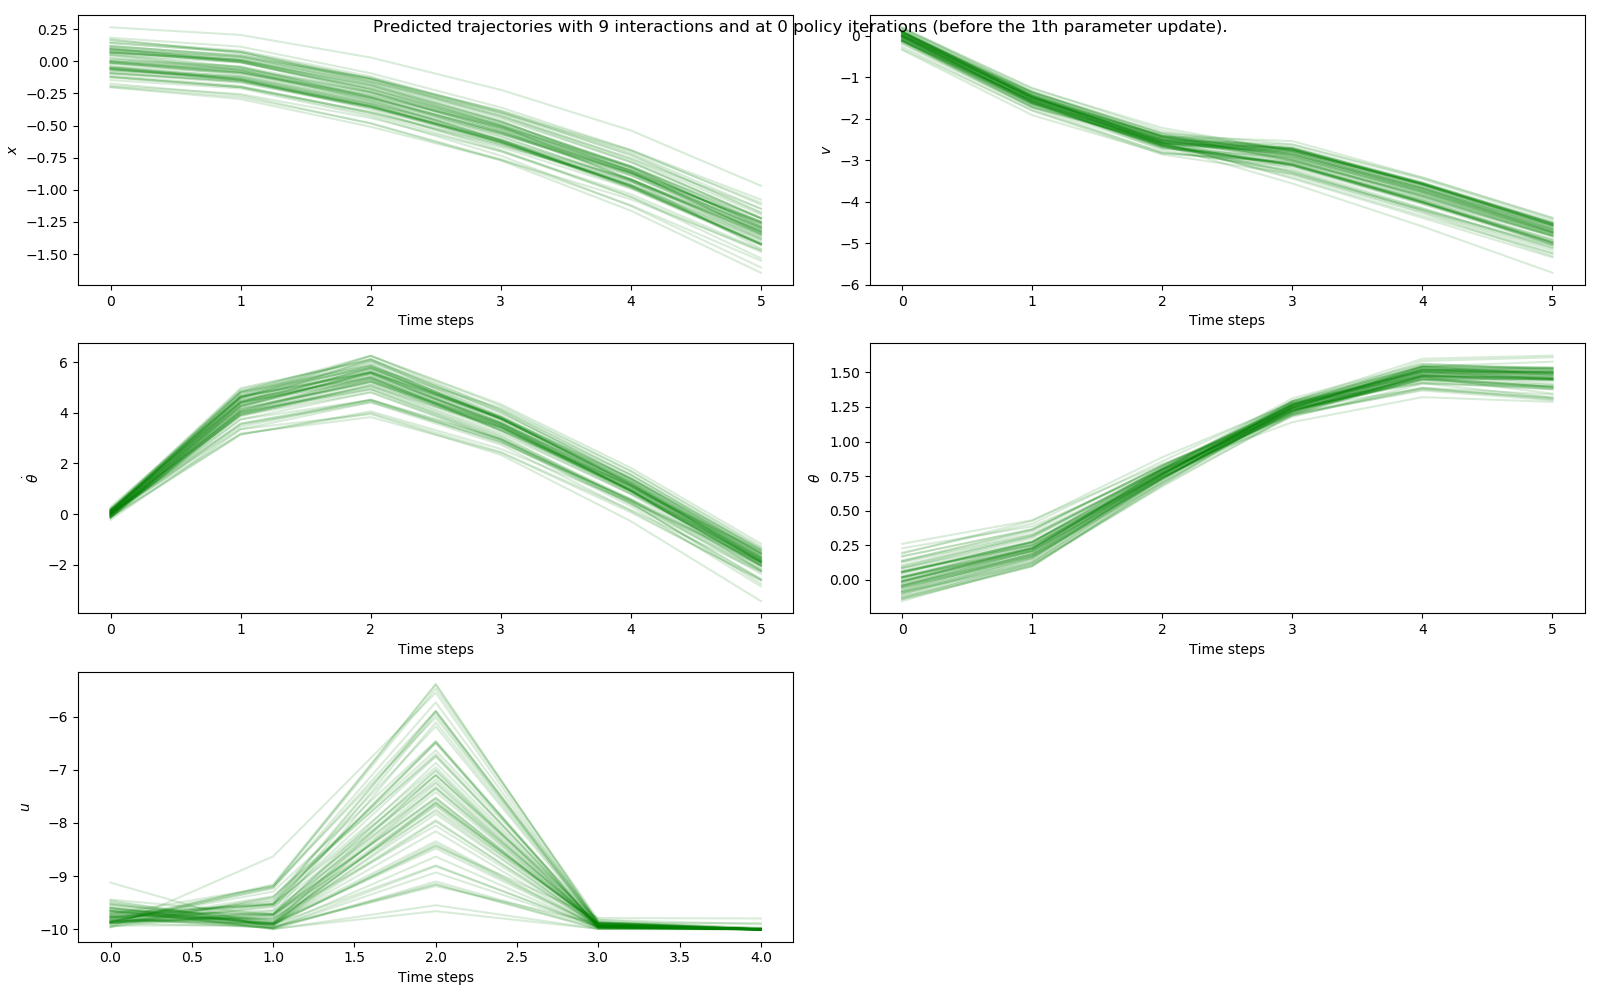 Predicted trajectories with 9 interactions and at 0 policy iterations (before the 1th parameter update).
0.25
0.00
−0.25
−0.50
−0.75
−1.00
−1.25
−1.50
x
0 1 2 3 4 5
Time steps
0
−1
−2
−3
−4
−5
−6
v
0 1 2 3 4 5
Time steps
6
4
2
0
−2
θ̇
0 1 2 3 4 5
Time steps
1.50
1.25
1.00
0.75
0.50
0.25
0.00
θ
0 1 2 3 4 5
Time steps
−6
−7
−8
−9
−10
u
0.0 0.5 1.0 1.5 2.0 2.5 3.0 3.5 4.0
Time steps